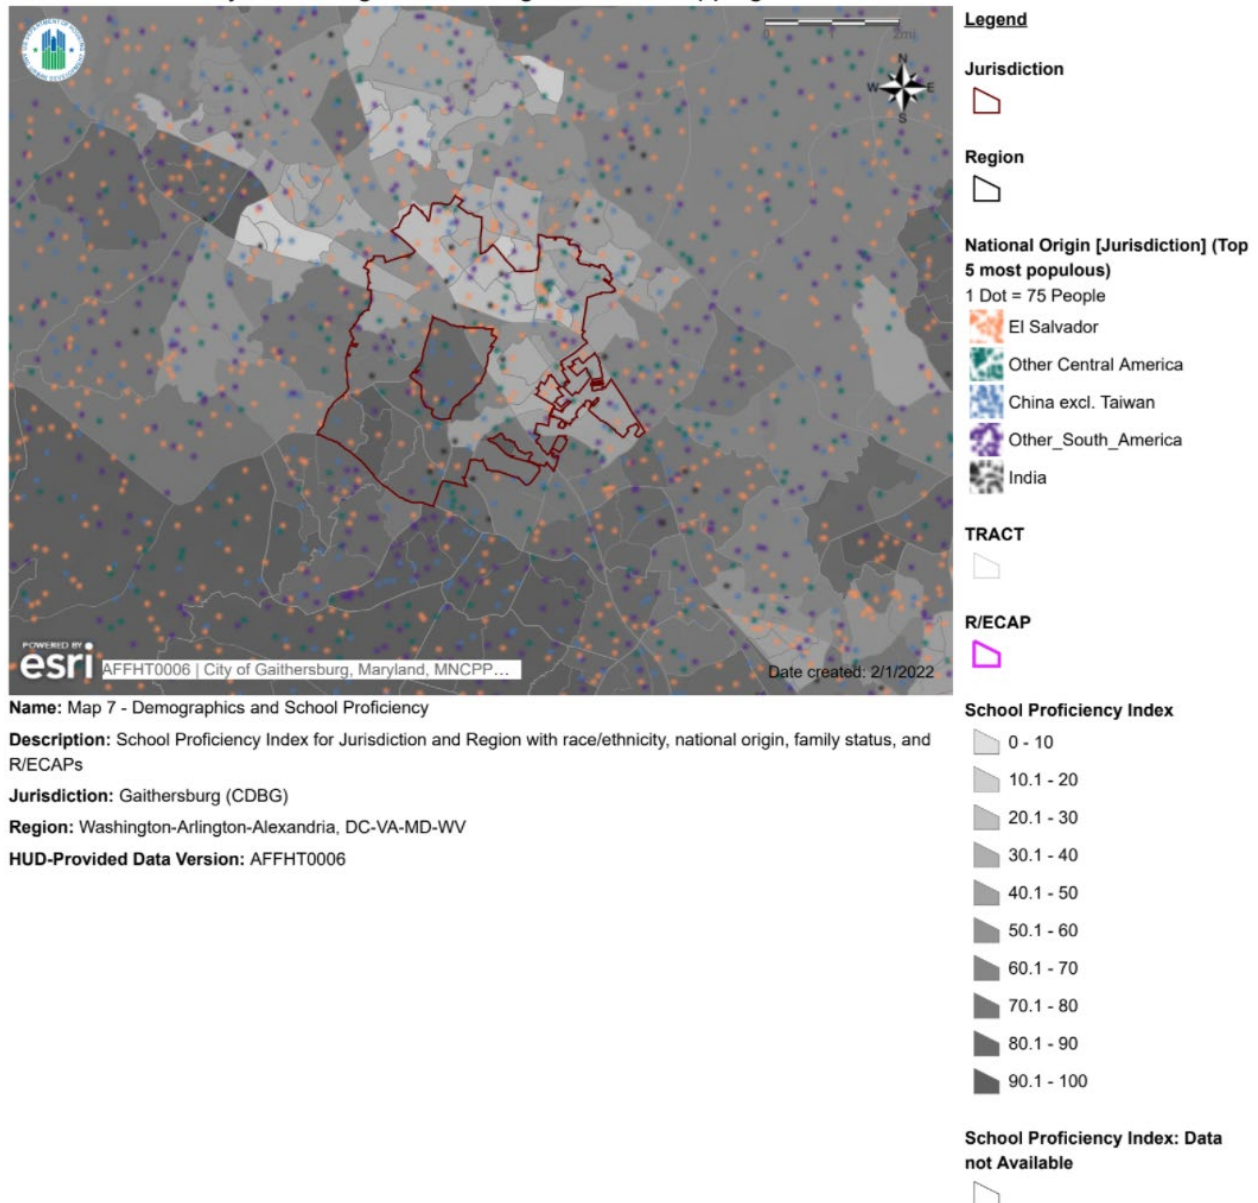 0 1 2mi
N
W E
S
POWERED BY
esri
AFFHT0006 | City of Gaithersburg, Maryland, MNCPP...
Date created: 2/1/2022
Name: Map 7 - Demographics and School Proficiency
Description: School Proficiency Index for Jurisdiction and Region with race/ethnicity, national origin, family status, and
R/ECAPs
Jurisdiction: Gaithersburg (CDBG)
Region: Washington-Arlington-Alexandria, DC-VA-MD-WV
HUD-Provided Data Version: AFFHT0006
Legend
Jurisdiction
Region
National Origin [Jurisdiction] (Top
5 most populous)
1 Dot = 75 People
El Salvador
Other Central America
China excl. Taiwan
Other_South_America
India
TRACT
R/ECAP
School Proficiency Index
0 - 10
10.1 - 20
20.1 - 30
30.1 - 40
40.1 - 50
50.1 - 60
60.1 - 70
70.1 - 80
80.1 - 90
90.1 - 100
School Proficiency Index: Data
not Available